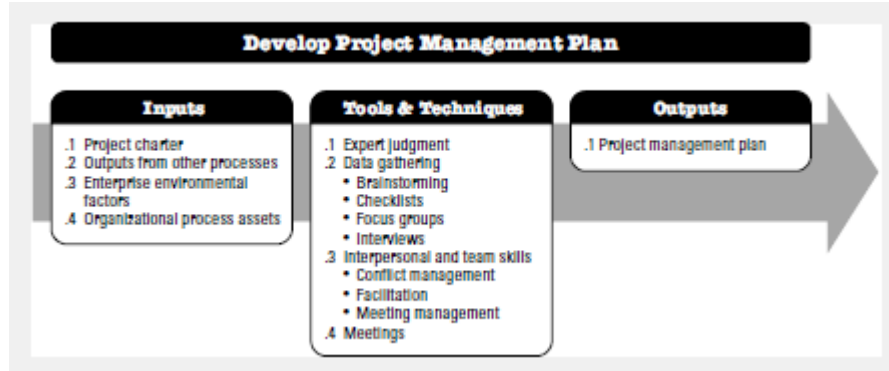 Develop Project Management Plan
Inputs
.1 Project charter
.2 Outputs from other processes
.3 Enterprise environmental
factors
.4 Organizational process assets
Tools & Techniques
.1 Expert judgment
.2 Data gathering
• Brainstorming
• Checklists
• Focus groups
• Interviews
.3 Interpersonal and team skills
• Conflict management
• Facilitation
• Meeting management
.4 Meetings
Outputs
.1 Project management plan